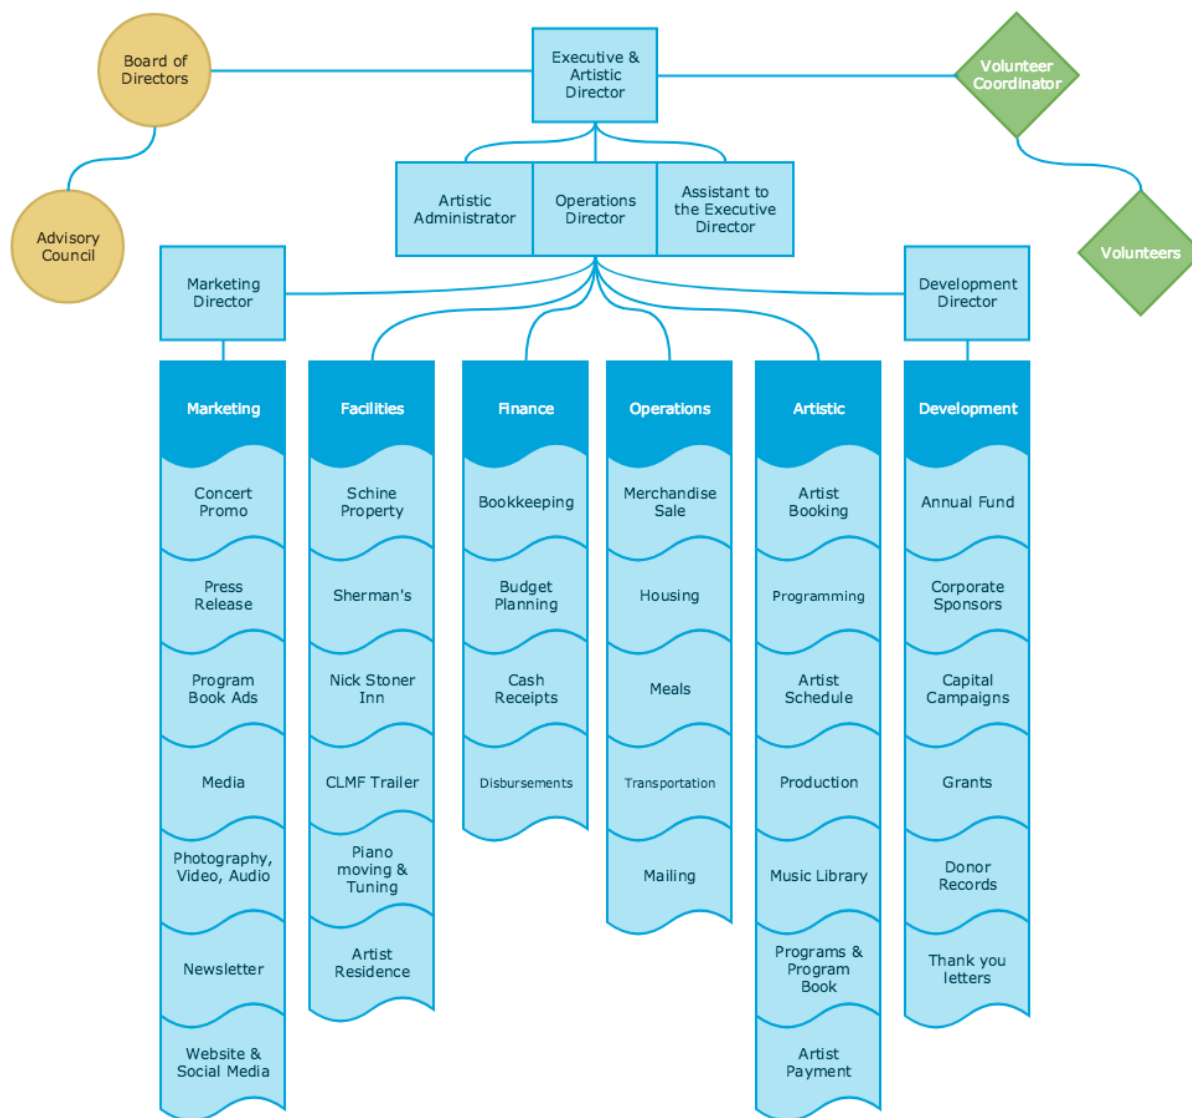 Board of
Directors
Executive &
Artistic
Director
Volunteer
Coordinator
Advisory
Council
Artistic
Administrator
Operations
Director
Assistant to
the Executive
Director
Volunteers
Marketing
Director
Development
Director
Marketing
Facilities
Finance
Operations
Artistic
Development
Concert
Promo
Schine
Property
Bookkeeping
Merchandise
Sale
Artist
Booking
Annual Fund
Press
Release
Sherman's
Budget
Planning
Housing
Programming
Corporate
Sponsors
Program
Book Ads
Nick Stoner
Inn
Cash
Receipts
Meals
Artist
Schedule
Capital
Campaigns
Media
CLMF Trailer
Disbursements
Transportation
Production
Grants
Photography,
Video, Audio
Piano
moving &
Tuning
Mailing
Music Library
Donor
Records
Newsletter
Artist
Residence
Programs &
Program
Book
Thank you
letters
Website &
Social Media
Artist
Payment